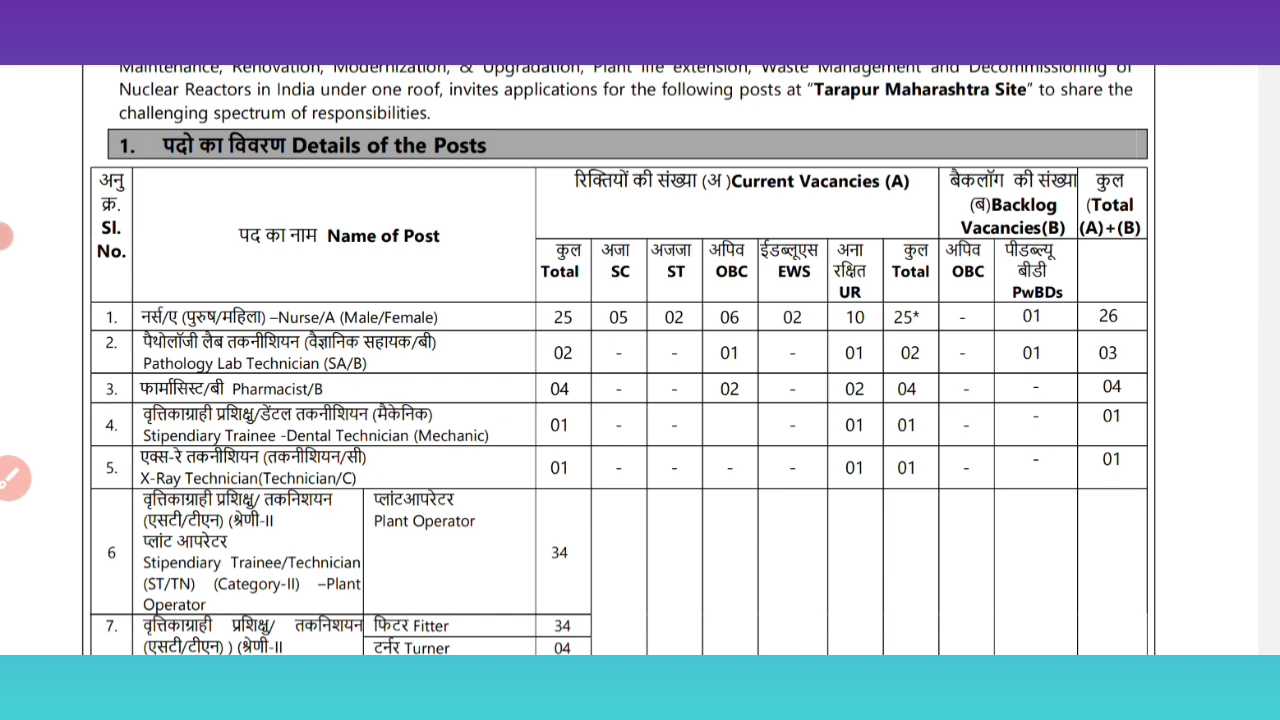 Maintenance, Renovation, Modernization, & Upgradation, Plant life extension, Waste Management and Decommissioning of
Nuclear Reactors in India under one roof, invites applications for the following posts at “Tarapur Maharashtra Site” to share the
challenging spectrum of responsibilities.
1. पदो का विवरण Details of the Posts
अनु क्र. Sl. No.
पद का नाम Name of Post
रिक्तियों की संख्या (अ )Current Vacancies (A)
बैकलॉग की संख्या (ब)Backlog Vacancies(B)
कुल (Total (A)+(B)
कुल Total
अजा SC
अजजा ST
अपिव OBC
ईडब्लूएस EWS
अना रक्षित UR
कुल Total
अपिव OBC
पीडब्ल्यू बीडी PwBDs
1. नर्स/ए (पुरुष/महिला) –Nurse/A (Male/Female) 25 05 02 06 02 10 25* - 01 26
2. पैथोलॉजी लैब तकनीशियन (वैज्ञानिक सहायक/बी)
Pathology Lab Technician (SA/B) 02 - - 01 - 01 02 - 01 03
3. फार्मासिस्ट/बी Pharmacist/B 04 - - 02 - 02 04 - - 04
4. वृत्तिकाग्राही प्रशिक्षु/डेंटल तकनीशियन (मैकेनिक)
Stipendiary Trainee -Dental Technician (Mechanic) 01 - - - 01 01 - - 01
5. एक्स-रे तकनीशियन (तकनीशियन/सी)
X-Ray Technician(Technician/C) 01 - - - - 01 01 - - 01
6 वृत्तिकाग्राही प्रशिक्षु/ तकनिशयन
(एसटी/टीएन) (श्रेणी-II
प्लांट आपरेटर
Stipendiary Trainee/Technician
(ST/TN) (Category-II) –Plant
Operator
प्लांटआपरेटर
Plant Operator
34
7. वृत्तिकाग्राही प्रशिक्षु/ तकनिशयन
(एसटी/टीएन) ) (श्रेणी-II
फिटर Fitter 34
टर्नर Turner 04